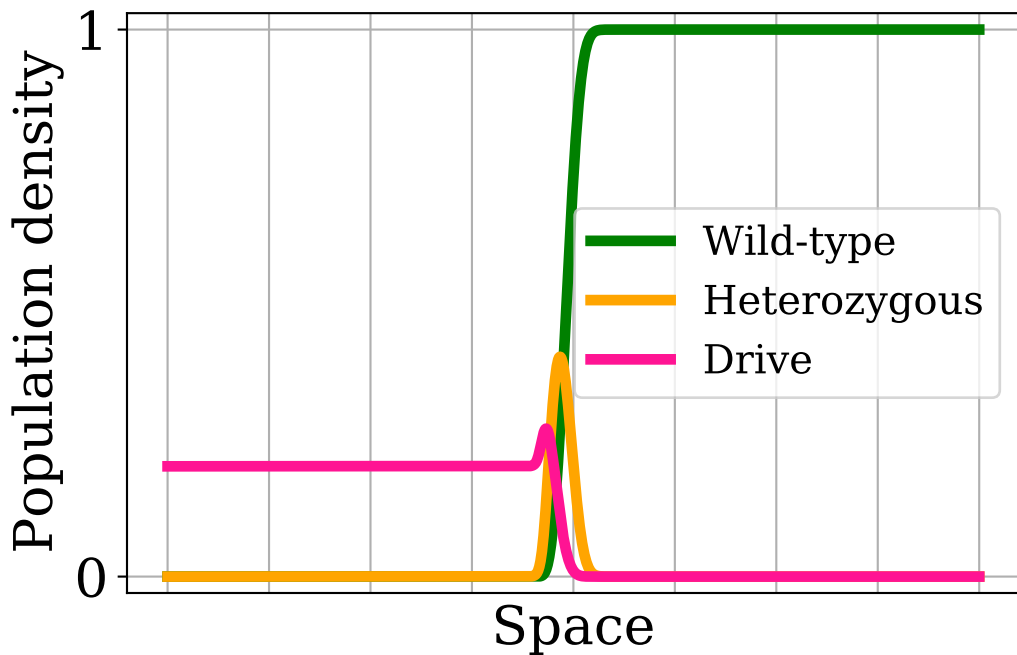 Population density
1
0
Wild-type
Heterozygous
Drive
Space